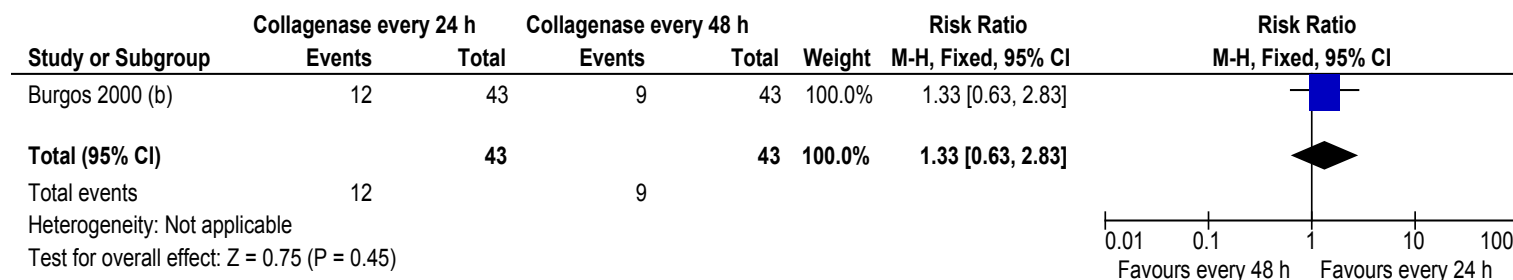 Collagenase every 24 h Collagenase every 48 h Risk Ratio Risk Ratio
Study or Subgroup Events Total Events Total Weight M-H, Fixed, 95% CI M-H, Fixed, 95% CI
Burgos 2000 (b) 12 43 9 43 100.0% 1.33 [0.63, 2.83]
Total (95% CI) 43 43 100.0% 1.33 [0.63, 2.83]
Total events 12 9
Heterogeneity: Not applicable
Test for overall effect: Z = 0.75 (P = 0.45)
0.01 0.1 1 10 100
Favours every 48 h Favours every 24 h